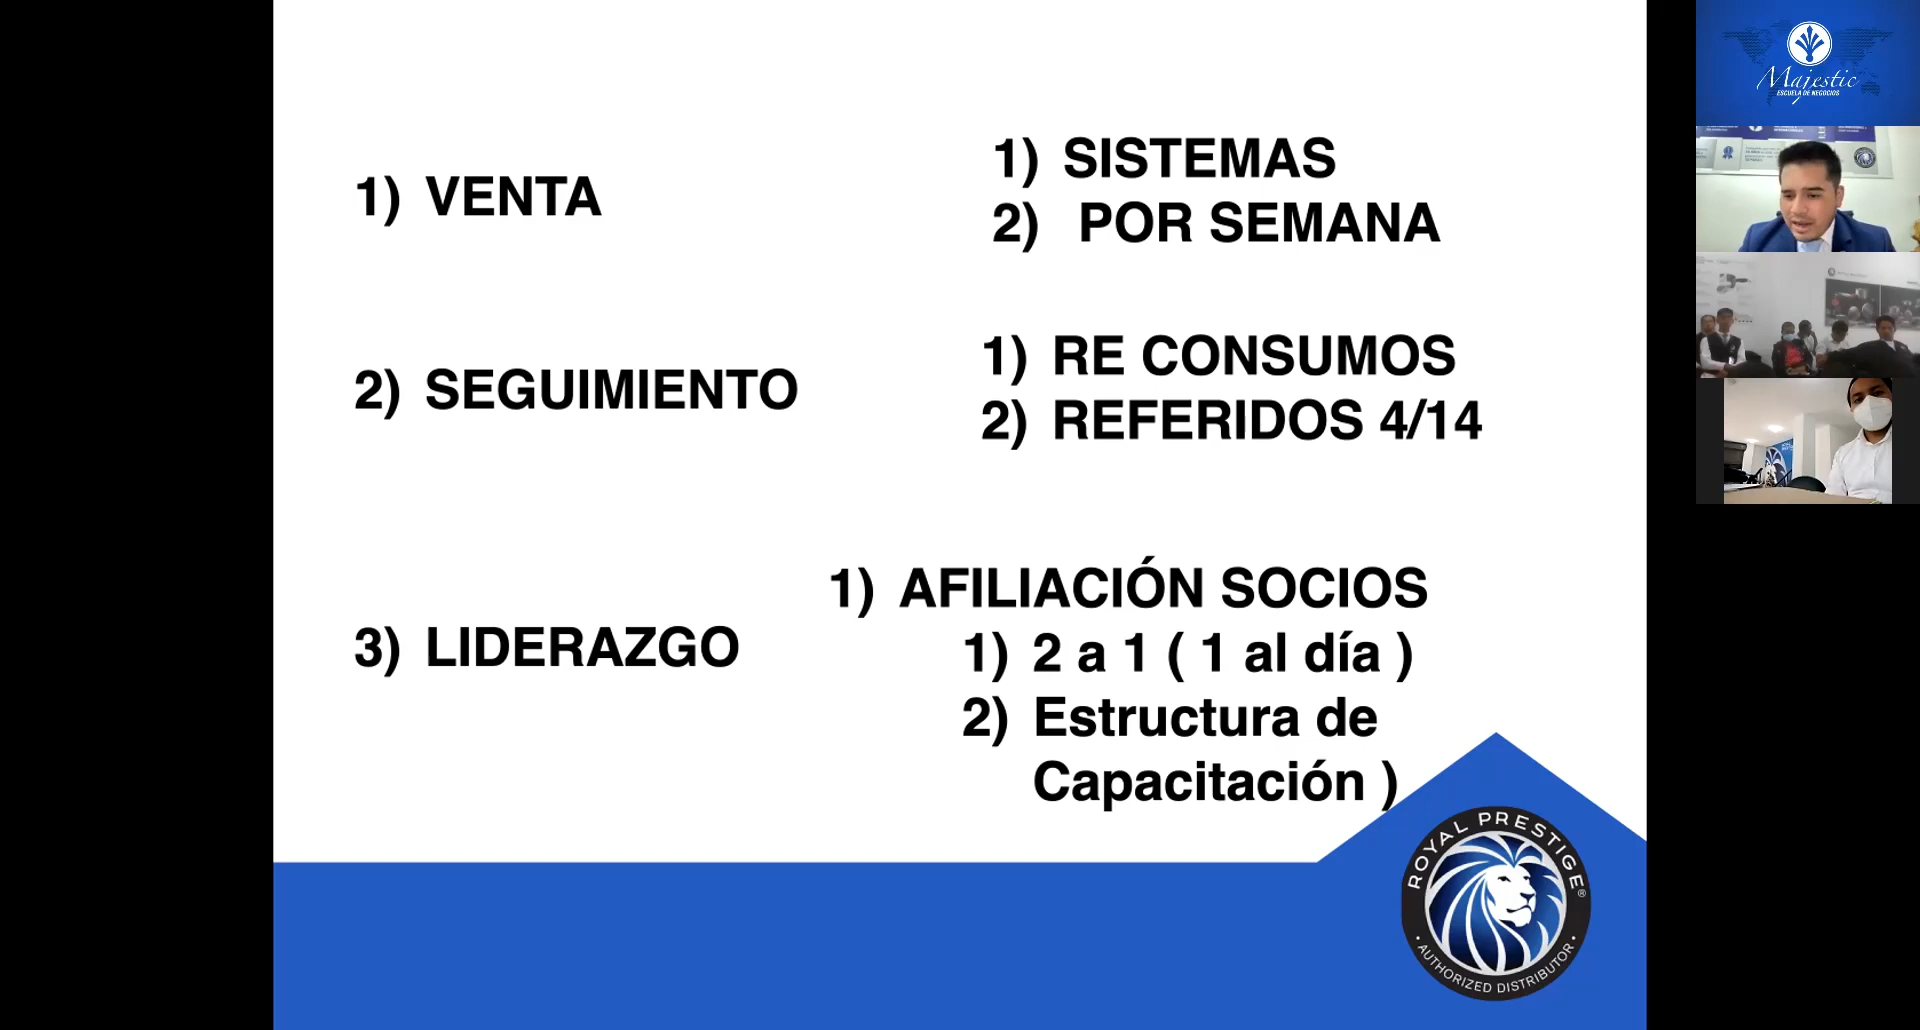 1) VENTA
1) SISTEMAS
2) POR SEMANA
2) SEGUIMIENTO
1) RE CONSUMOS
2) REFERIDOS 4/14
3) LIDERAZGO
1) AFILIACIÓN SOCIOS
1) 2 a 1 ( 1 al día )
2) Estructura de
Capacitación )
ROYAL PRESTIGE®
• AUTHORIZED DISTRIBUTOR •
Majestic
ESCUELA DE NEGOCIOS